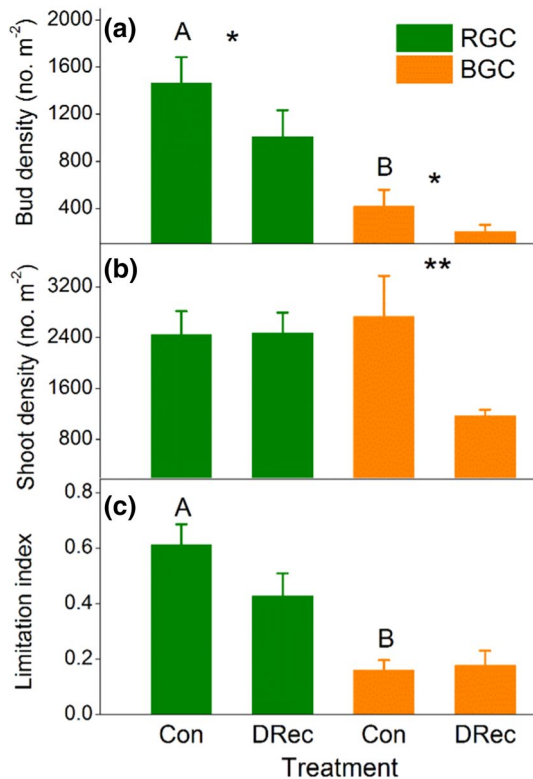 (a)
A
*
B
*
RGC
BGC
Bud density (no. m-2)
2000
1600
1200
800
400
(b)
**
Shoot density (no. m-2)
3200
2400
1600
800
(c)
A
B
Limitation index
0.8
0.6
0.4
0.2
0.0
Con DRec Con DRec
Treatment